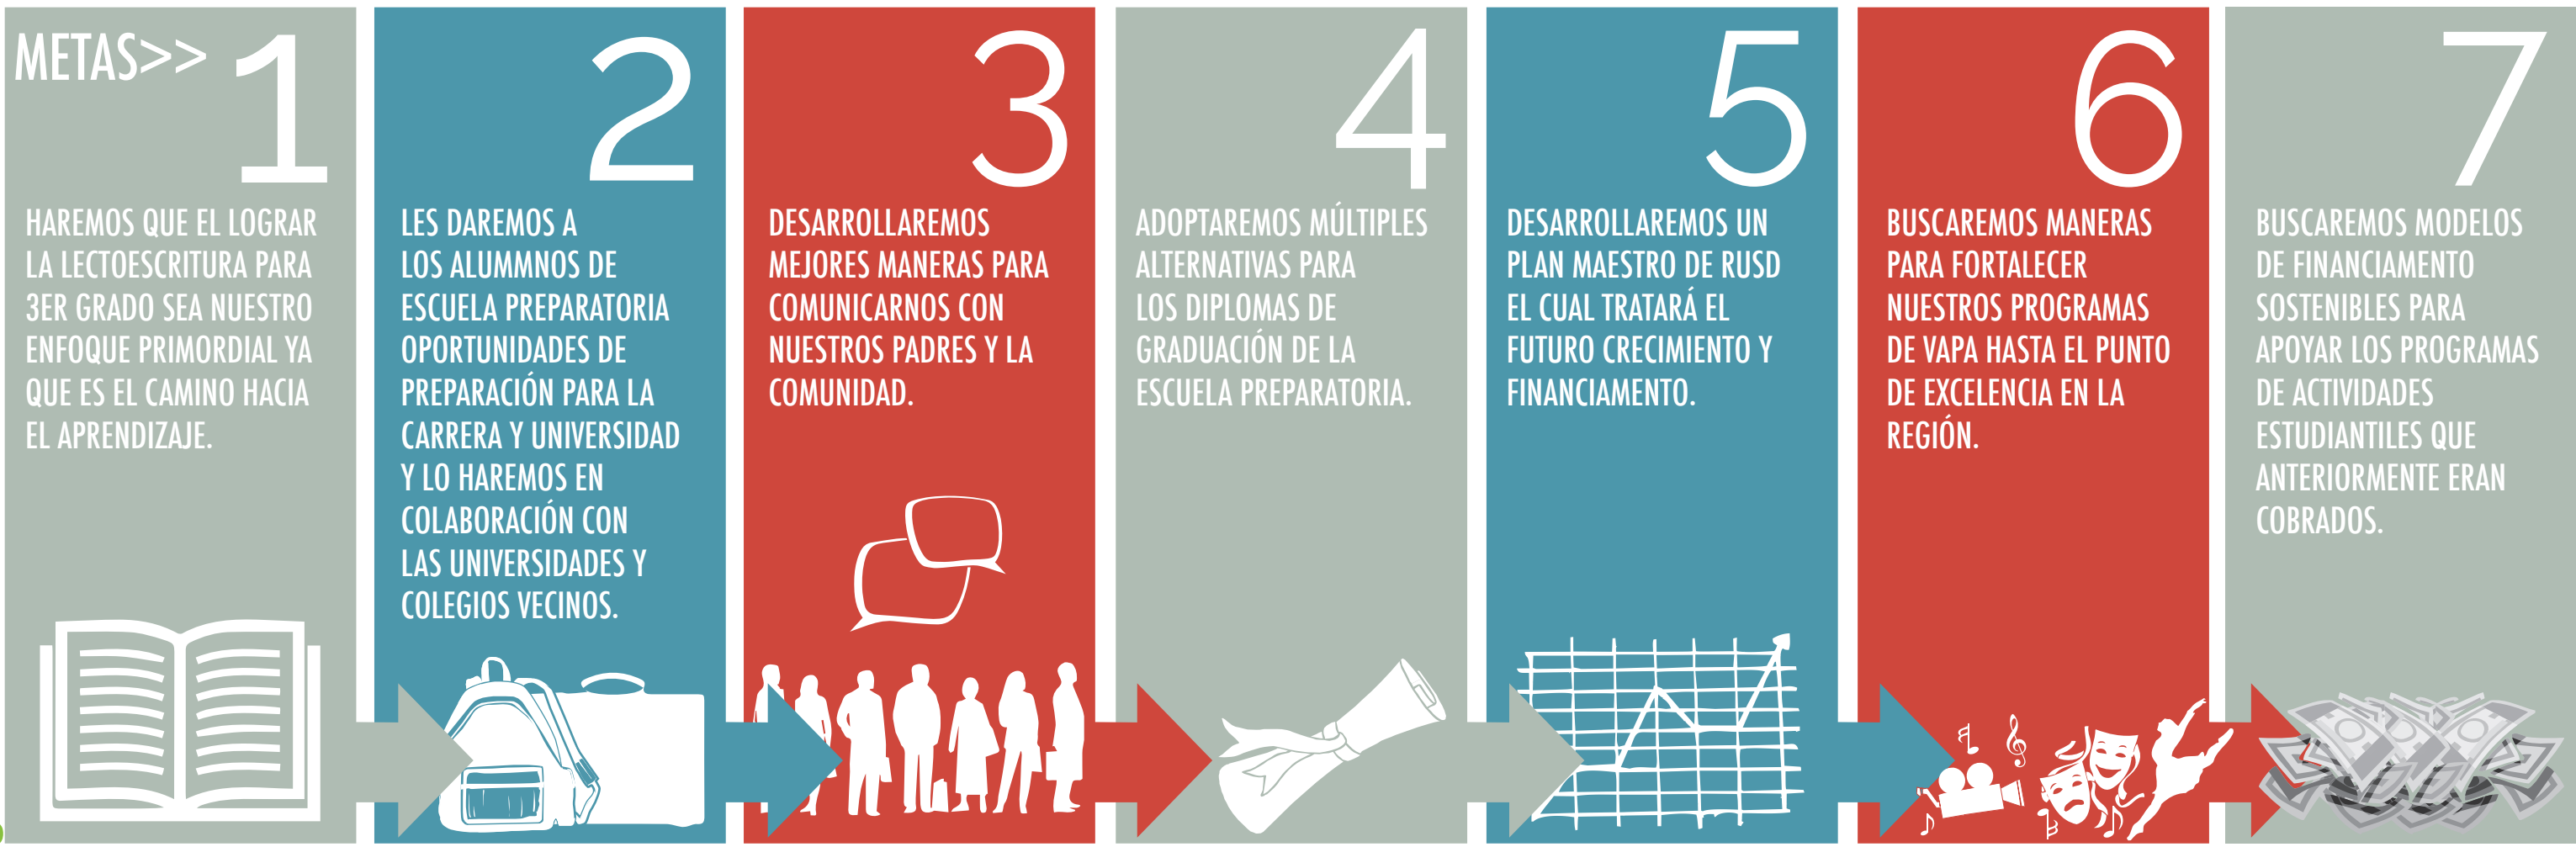 METAS>> 1
HAREMOS QUE EL LOGRAR
LA LECTOESCRITURA PARA
3ER GRADO SEA NUESTRO
ENFOQUE PRIMORDIAL YA
QUE ES EL CAMINO HACIA
EL APRENDIZAJE.
2
LES DAREMOS A
LOS ALUMMNOS DE
ESCUELA PREPARATORIA
OPORTUNIDADES DE
PREPARACIÓN PARA LA
CARRERA Y UNIVERSIDAD
Y LO HAREMOS EN
COLABORACIÓN CON
LAS UNIVERSIDADES Y
COLEGIOS VECINOS.
3
DESARROLLAREMOS
MEJORES MANERAS PARA
COMUNICARNOS CON
NUESTROS PADRES Y LA
COMUNIDAD.
4
ADOPTAREMOS MÚLTIPLES
ALTERNATIVAS PARA
LOS DIPLOMAS DE
GRADUACIÓN DE LA
ESCUELA PREPARATORIA.
5
DESARROLLAREMOS UN
PLAN MAESTRO DE RUSD
EL CUAL TRATARÁ EL
FUTURO CRECIMIENTO Y
FINANCIAMENTO.
6
BUSCAREMOS MANERAS
PARA FORTALECER
NUESTROS PROGRAMAS
DE VAPA HASTA EL PUNTO
DE EXCELENCIA EN LA
REGIÓN.
7
BUSCAREMOS MODELOS
DE FINANCIAMENTO
SOSTENIBLES PARA
APOYAR LOS PROGRAMAS
DE ACTIVIDADES
ESTUDIANTILES QUE
ANTERIORMENTE ERAN
COBRADOS.